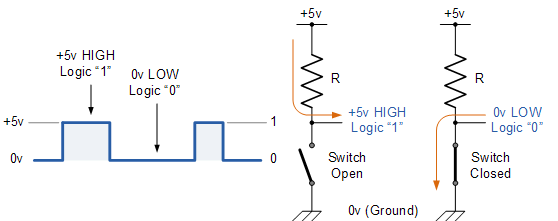 +5v HIGH
Logic “1”
0v LOW
Logic “0”
+5v
0v
1
0
+5v
R
+5v HIGH
Logic “1”
Switch
Open
+5v
R
0v LOW
Logic “0”
Switch
Closed
0v (Ground)